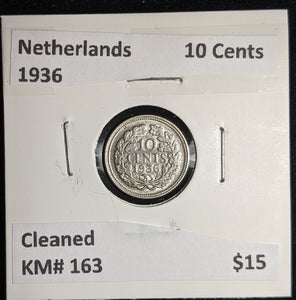 Netherlands 10 Cents
1936
10
CENTS
1936
Cleaned
KM# 163 $15